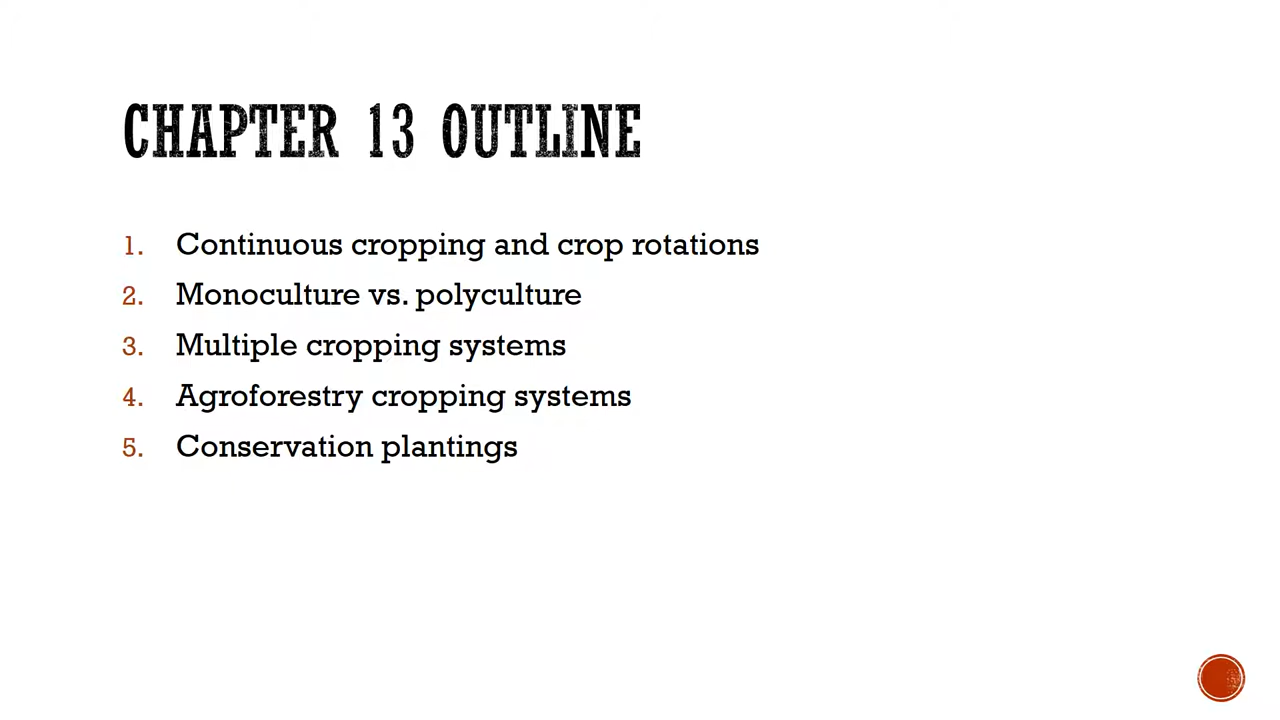 CHAPTER 13 OUTLINE
1. Continuous cropping and crop rotations
2. Monoculture vs. polyculture
3. Multiple cropping systems
4. Agroforestry cropping systems
5. Conservation plantings